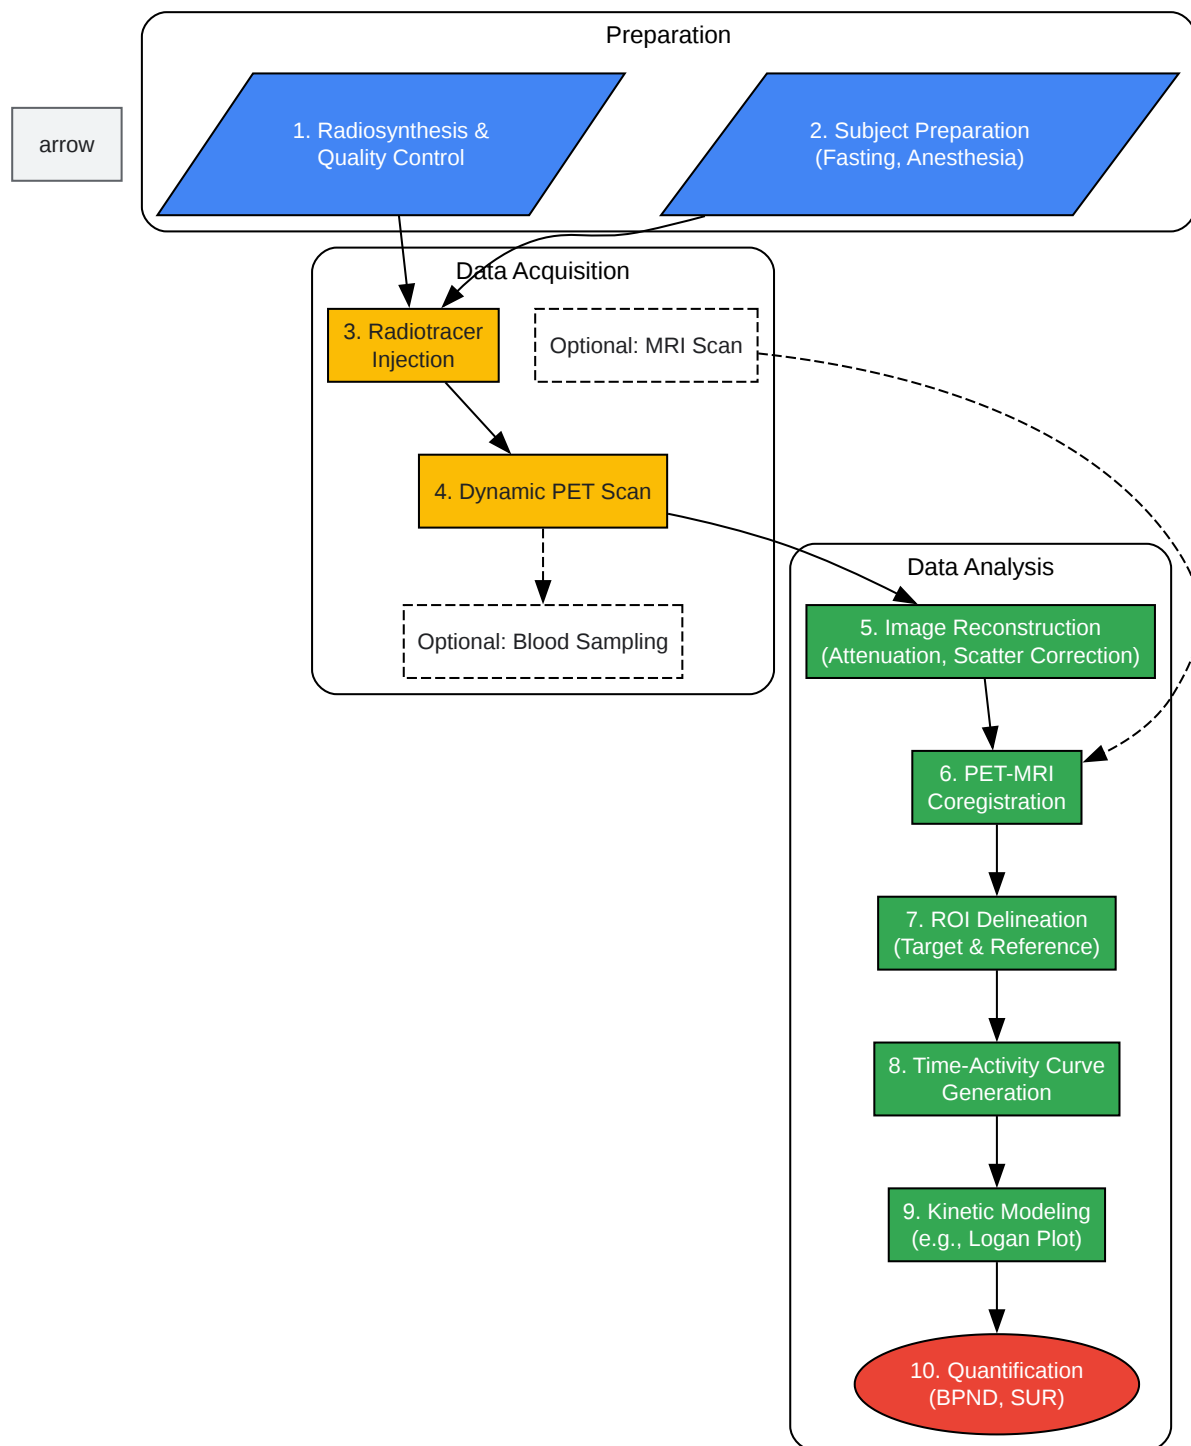 Preparation
arrow
1. Radiosynthesis &
Quality Control
2. Subject Preparation
(Fasting, Anesthesia)
Data Acquisition
3. Radiotracer
Injection
Optional: MRI Scan
4. Dynamic PET Scan
Optional: Blood Sampling
Data Analysis
5. Image Reconstruction
(Attenuation, Scatter Correction)
6. PET-MRI
Coregistration
7. ROI Delineation
(Target & Reference)
8. Time-Activity Curve
Generation
9. Kinetic Modeling
(e.g., Logan Plot)
10. Quantification
(BPND, SUR)